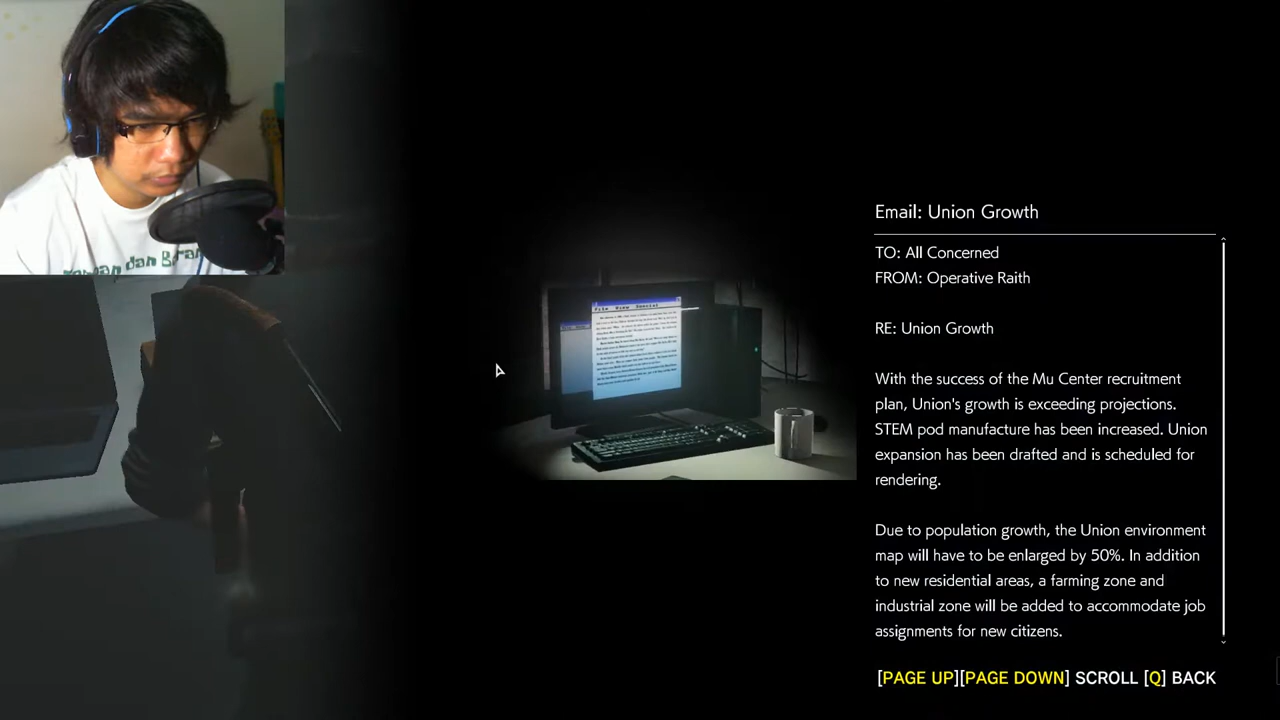 Email: Union Growth
TO: All Concerned
FROM: Operative Raith
RE: Union Growth
With the success of the Mu Center recruitment
plan, Union's growth is exceeding projections.
STEM pod manufacture has been increased. Union
expansion has been drafted and is scheduled for
rendering.
Due to population growth, the Union environment
map will have to be enlarged by 50%. In addition
to new residential areas, a farming zone and
industrial zone will be added to accommodate job
assignments for new citizens.
[PAGE UP][PAGE DOWN] SCROLL [Q] BACK
File View Special
dan